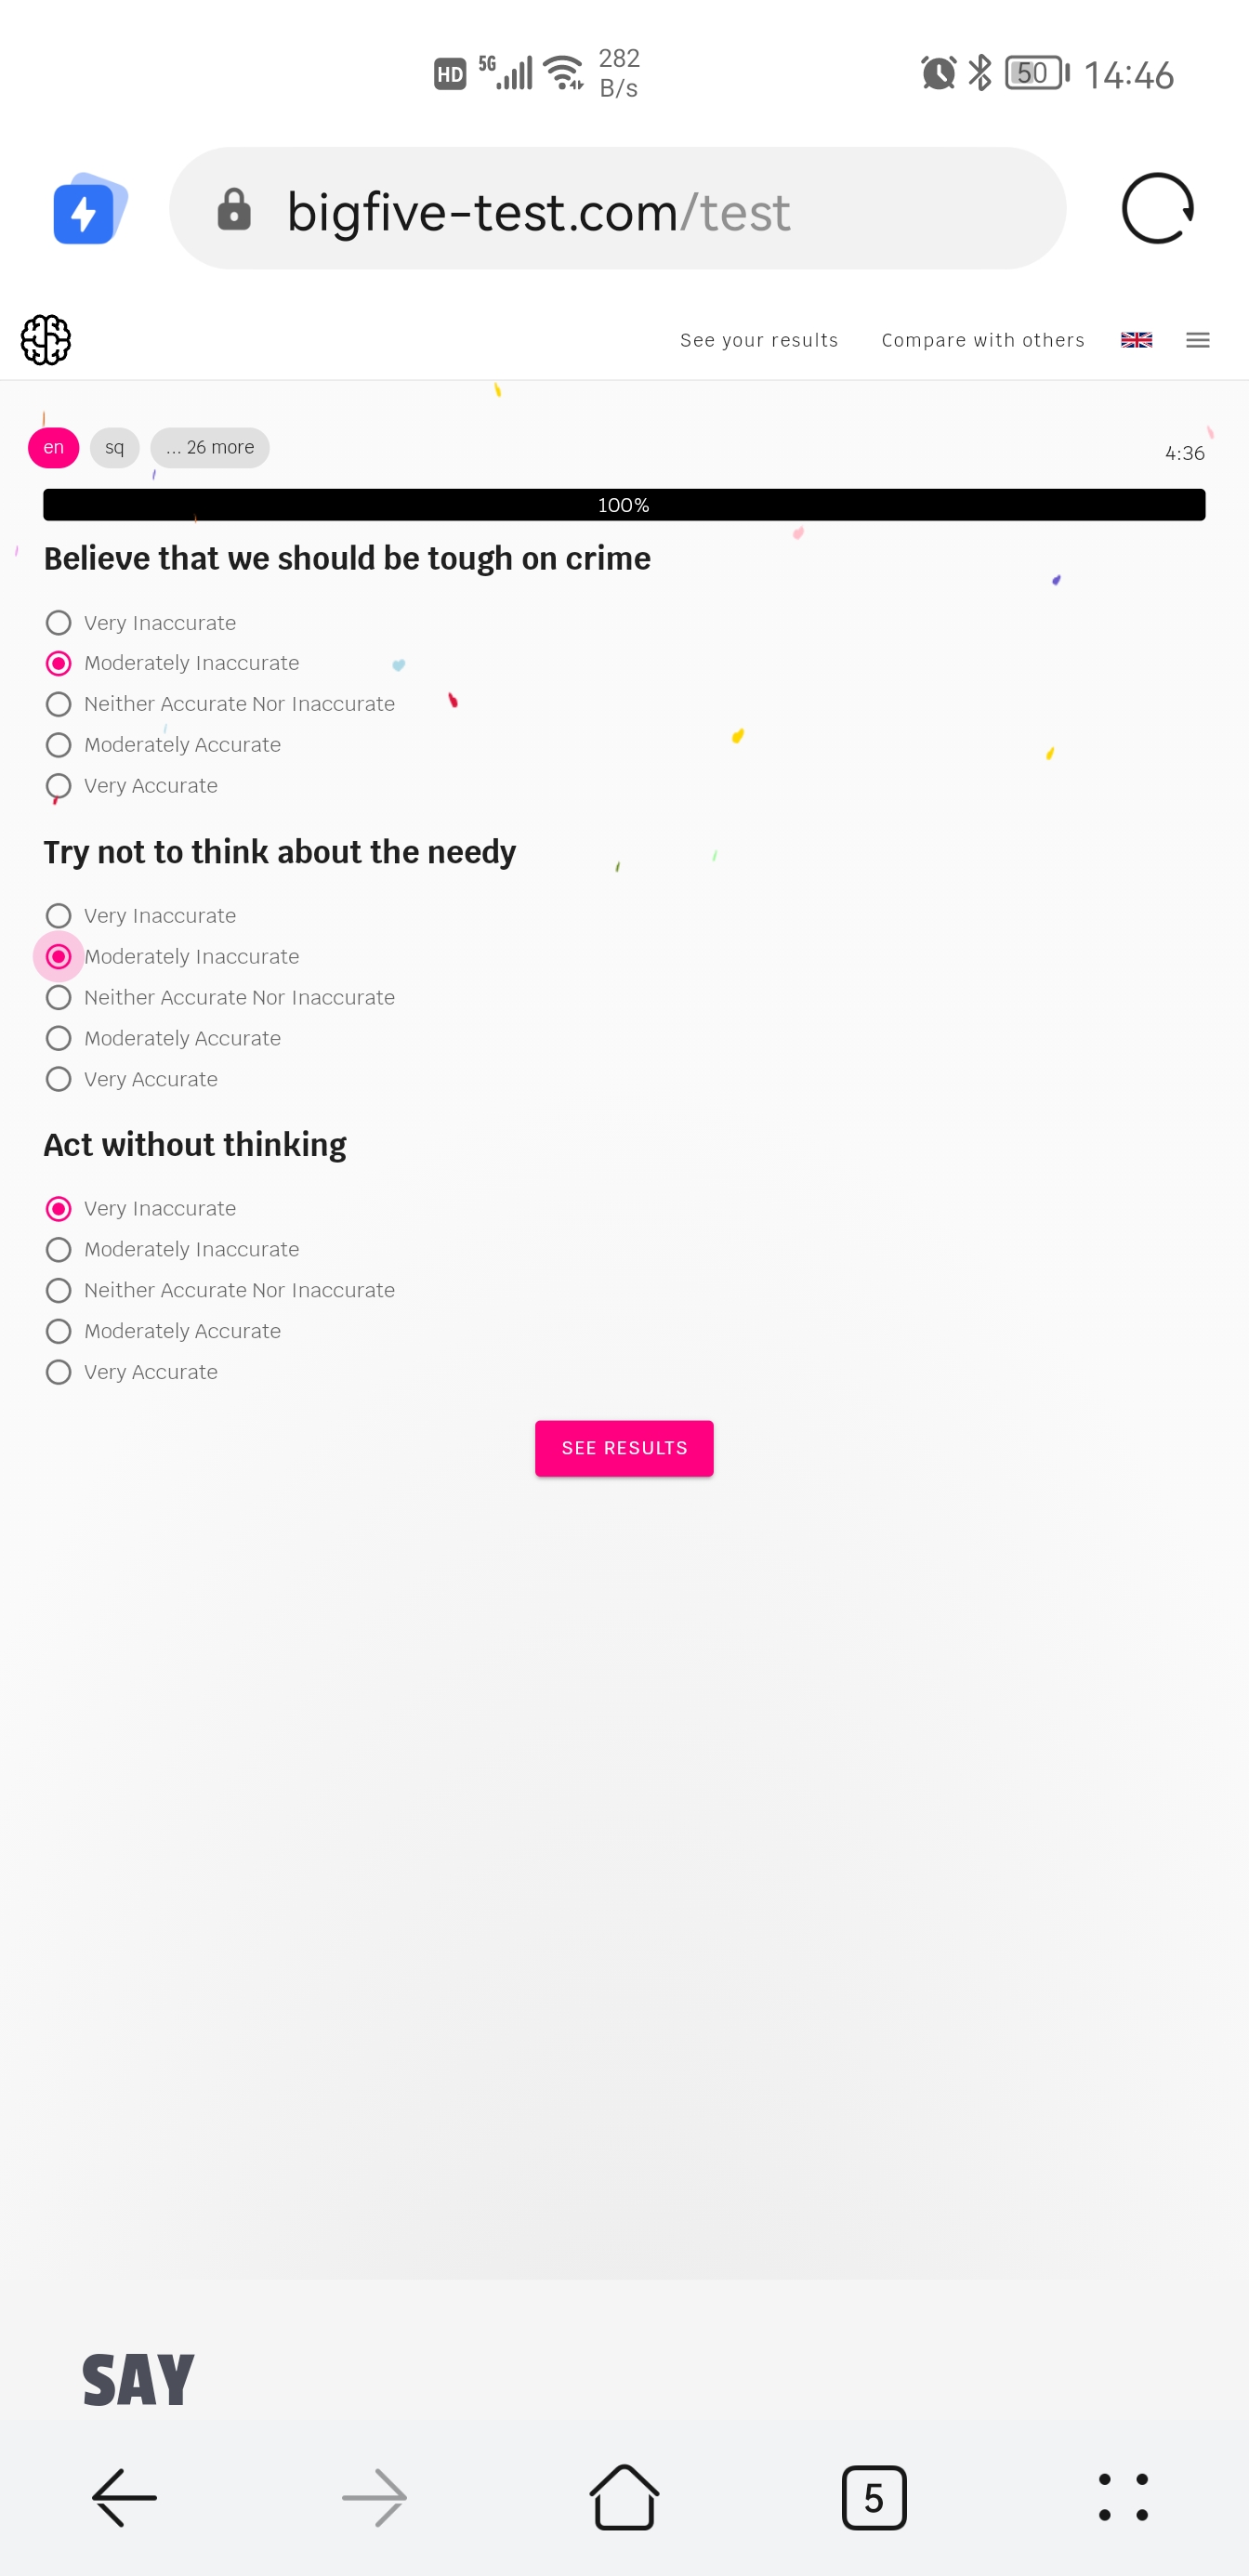 HD 5G 282 B/s 50 14:46
bigfive-test.com/test
See your results Compare with others
en sq ... 26 more 4:36
100%
Believe that we should be tough on crime
Very Inaccurate
Moderately Inaccurate
Neither Accurate Nor Inaccurate
Moderately Accurate
Very Accurate
Try not to think about the needy
Very Inaccurate
Moderately Inaccurate
Neither Accurate Nor Inaccurate
Moderately Accurate
Very Accurate
Act without thinking
Very Inaccurate
Moderately Inaccurate
Neither Accurate Nor Inaccurate
Moderately Accurate
Very Accurate
SEE RESULTS
SAY
5